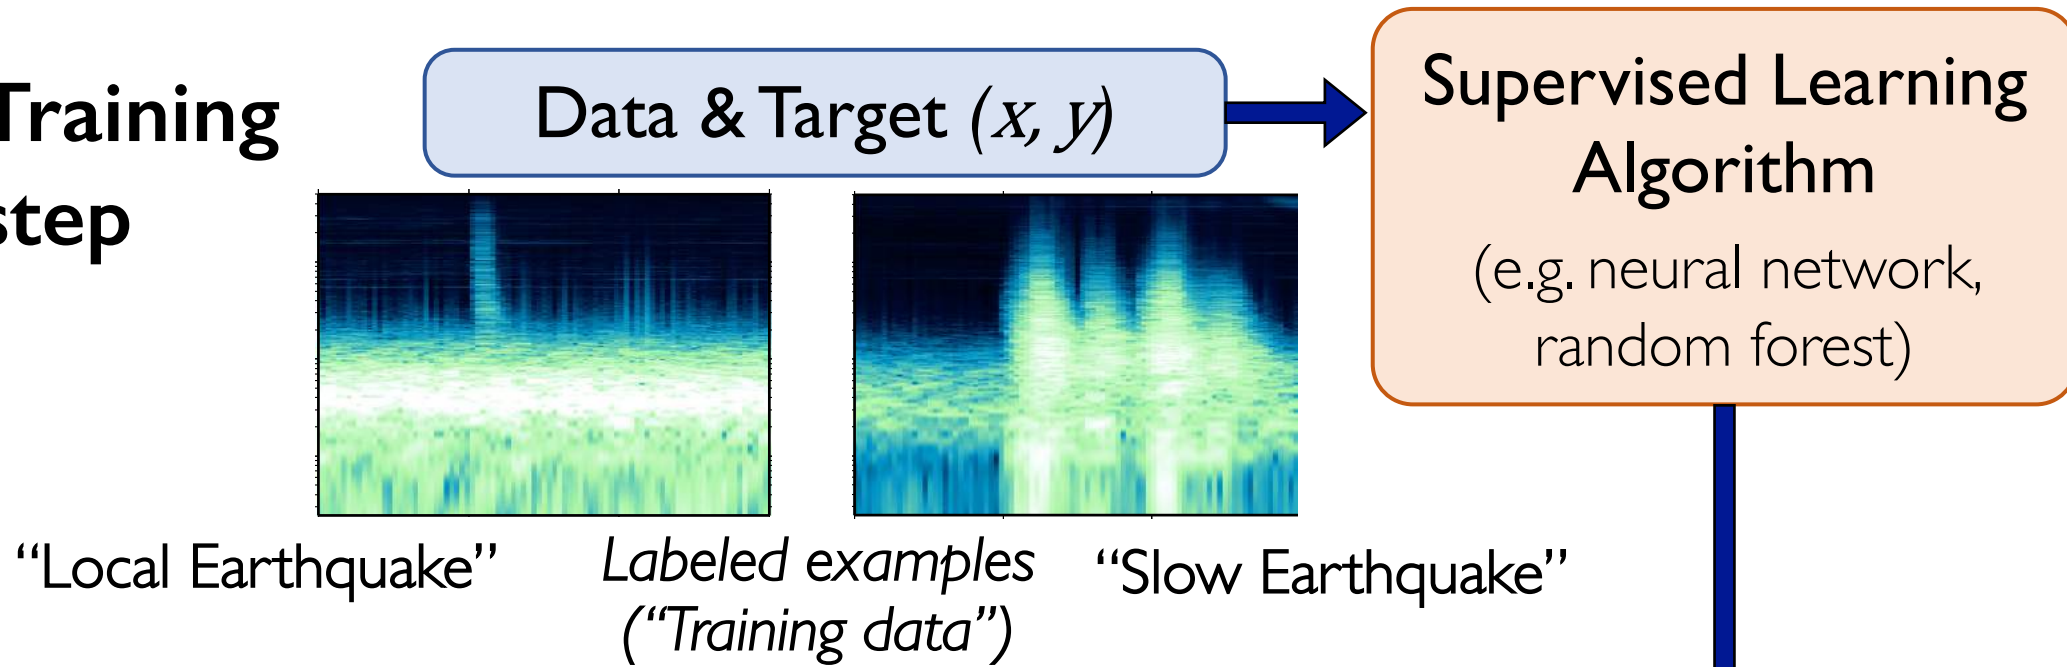 Training
step
Data & Target (x, y)
Supervised Learning
Algorithm
(e.g. neural network,
random forest)
“Local Earthquake”
Labeled examples
(“Training data”)
“Slow Earthquake”